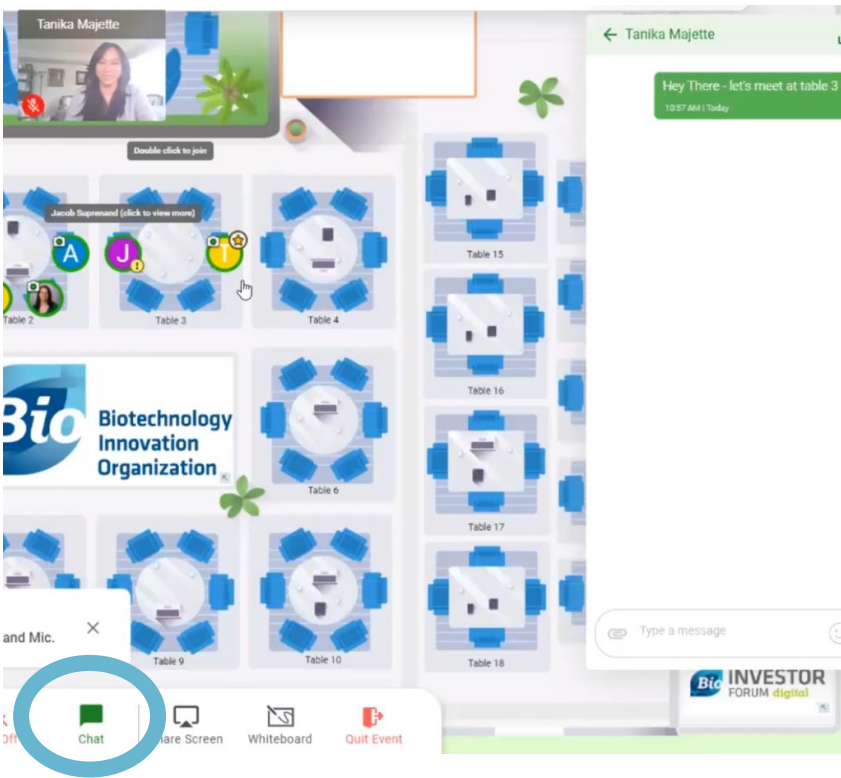 Tanika Majette
Tanika Majette
Hey There - let's meet at table 3
10:57 AM | Today
Double click to join
Jacob Suprenand (click to view more)
A
J
!
T
Table 2
Table 3
Table 4
Table 15
Table 16
Bio
Biotechnology
Innovation
Organization
Table 6
Table 17
and Mic.
Type a message
Table 9
Table 10
Table 18
Bio INVESTOR
FORUM digital
Off
Chat
hare Screen
Whiteboard
Quit Event